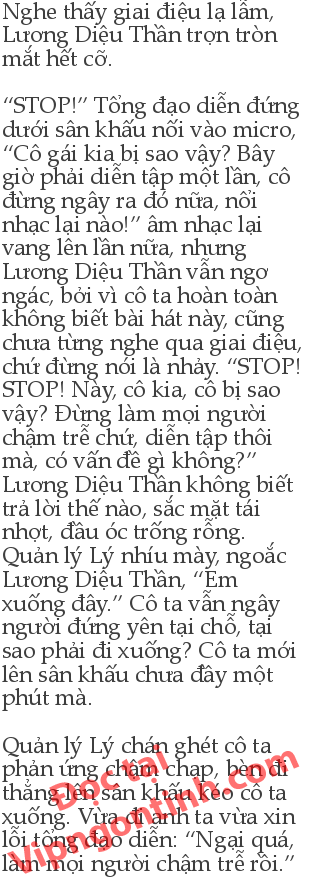 Nghe thấy giai điệu lạ lẫm,
Lương Diệu Thần trợn tròn
mắt hết cỡ.
“STOP!” Tổng đạo diễn đứng
dưới sân khấu nối vào micro,
“Cô gái kia bị sao vậy? Bây
giờ phải diễn tập một lần, cô
đừng ngây ra đó nữa, nổi
nhạc lại nào!” âm nhạc lại
vang lên lần nữa, nhưng
Lương Diệu Thần vẫn ngơ
ngác, bởi vì cô ta hoàn toàn
không biết bài hát này, cũng
chưa từng nghe qua giai điệu,
chứ đừng nói là nhảy. “STOP!
STOP! Này, cô kia, cô bị sao
vậy? Đừng làm mọi người
chậm trễ chứ, diễn tập thôi
mà, có vấn đề gì không?”
Lương Diệu Thần không biết
trả lời thế nào, sắc mặt tái
nhợt, đầu óc trống rỗng.
Quản lý Lý nhíu mày, ngoắc
Lương Diệu Thần, “Em
xuống đây.” Cô ta vẫn ngây
người đứng yên tại chỗ, tại
sao phải đi xuống? Cô ta mới
lên sân khấu chưa đầy một
phút mà.
Quản lý Lý chán ghét cô ta
phản ứng chậm chạp, bèn đi
thẳng lên sân khấu kéo cô ta
xuống. Vừa đi anh ta vừa xin
lỗi tổng đạo diễn: “Ngại quá,
làm mọi người chậm trễ rồi.”
Đọc tại
Vipngontinh.com